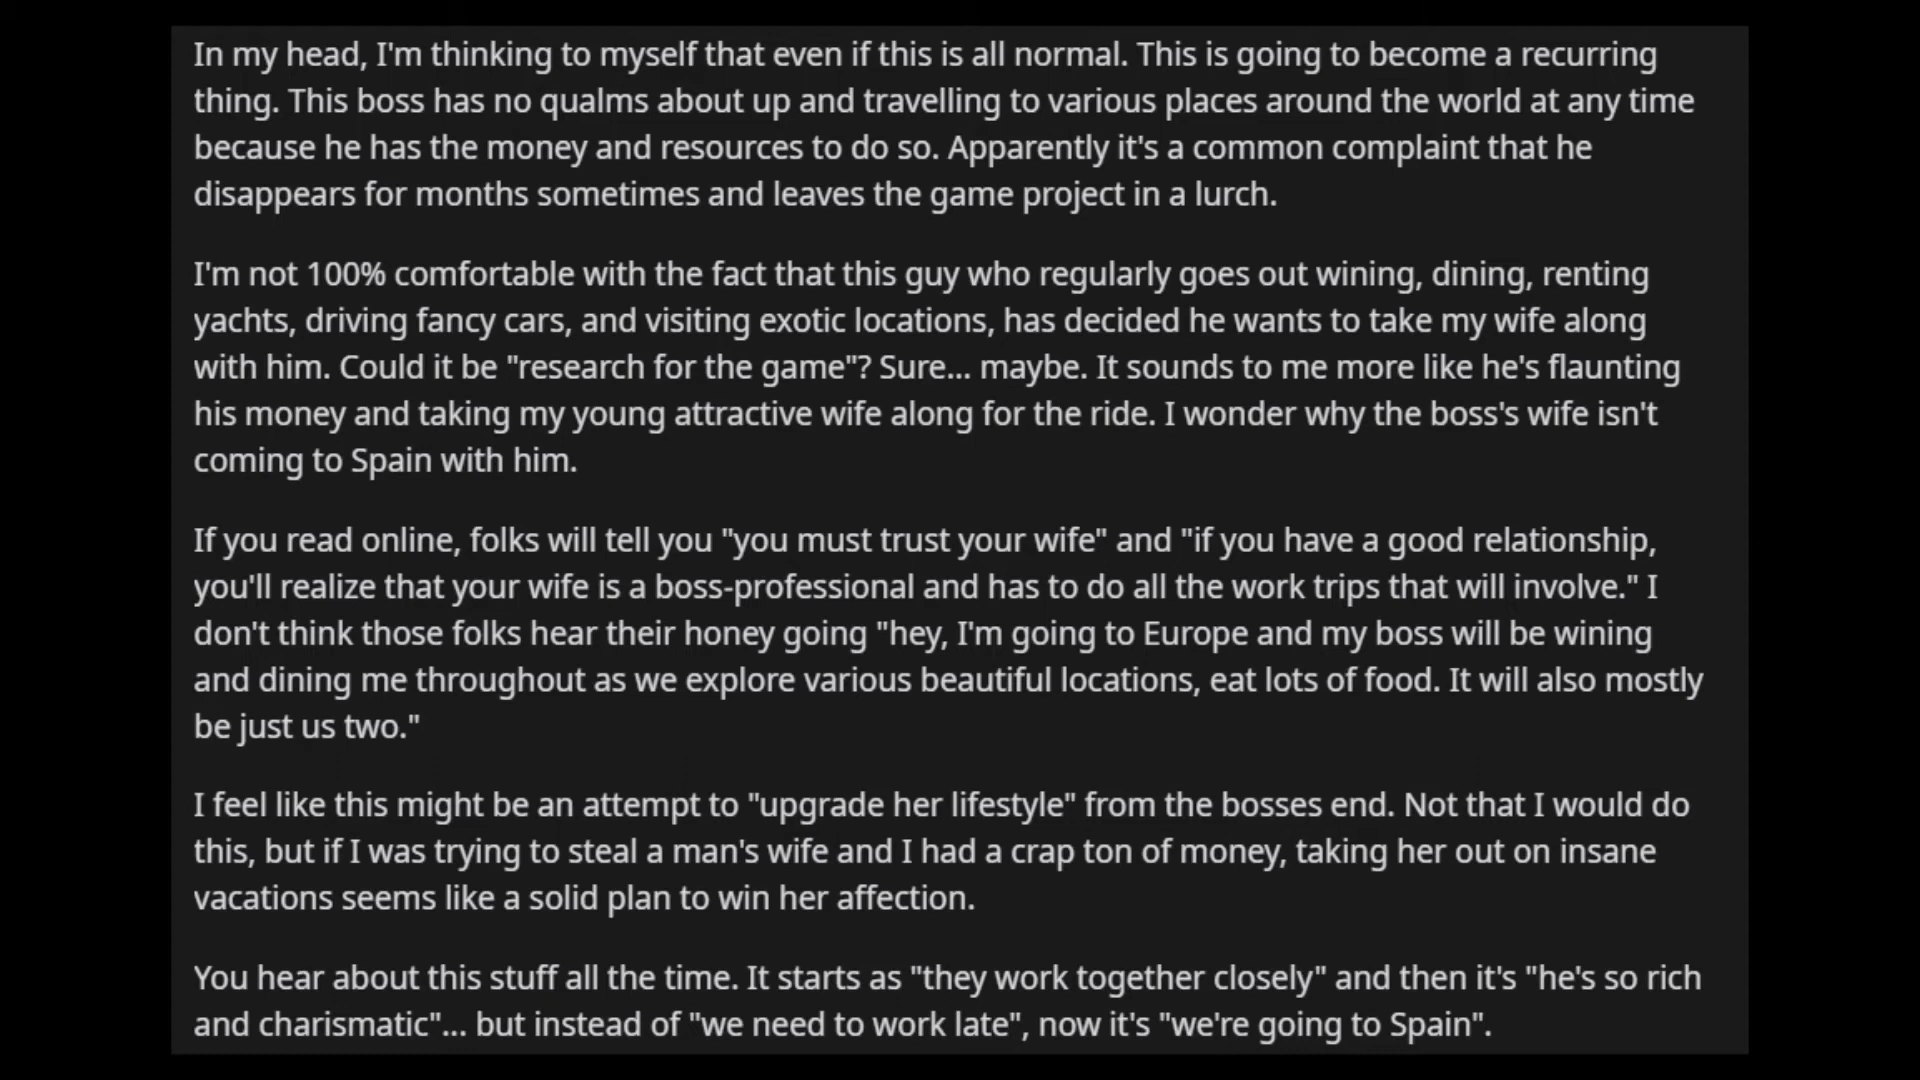 In my head, I'm thinking to myself that even if this is all normal. This is going to become a recurring
thing. This boss has no qualms about up and travelling to various places around the world at any time
because he has the money and resources to do so. Apparently it's a common complaint that he
disappears for months sometimes and leaves the game project in a lurch.
I'm not 100% comfortable with the fact that this guy who regularly goes out wining, dining, renting
yachts, driving fancy cars, and visiting exotic locations, has decided he wants to take my wife along
with him. Could it be "research for the game"? Sure... maybe. It sounds to me more like he's flaunting
his money and taking my young attractive wife along for the ride. I wonder why the boss's wife isn't
coming to Spain with him.
If you read online, folks will tell you "you must trust your wife" and "if you have a good relationship,
you'll realize that your wife is a boss-professional and has to do all the work trips that will involve." I
don't think those folks hear their honey going "hey, I'm going to Europe and my boss will be wining
and dining me throughout as we explore various beautiful locations, eat lots of food. It will also mostly
be just us two."
I feel like this might be an attempt to "upgrade her lifestyle" from the bosses end. Not that I would do
this, but if I was trying to steal a man's wife and I had a crap ton of money, taking her out on insane
vacations seems like a solid plan to win her affection.
You hear about this stuff all the time. It starts as "they work together closely" and then it's "he's so rich
and charismatic"... but instead of "we need to work late", now it's "we're going to Spain".